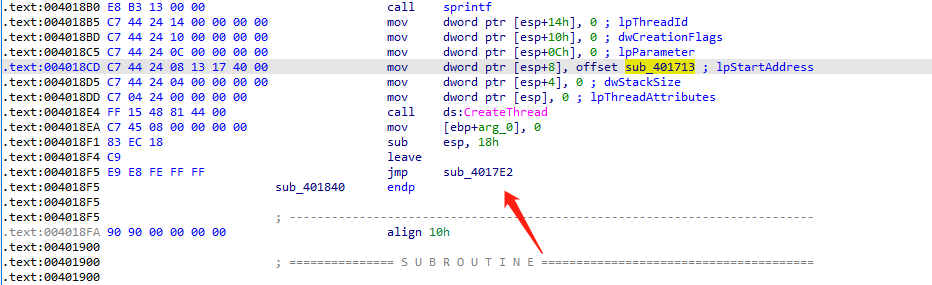 .text:004018B0 E8 B3 13 00 00 call sprintf
.text:004018B5 C7 44 24 14 00 00 00 00 mov dword ptr [esp+14h], 0 ; lpThreadId
.text:004018BD C7 44 24 10 00 00 00 00 mov dword ptr [esp+10h], 0 ; dwCreationFlags
.text:004018C5 C7 44 24 0C 00 00 00 00 mov dword ptr [esp+0Ch], 0 ; lpParameter
.text:004018CD C7 44 24 08 13 17 40 00 mov dword ptr [esp+8], offset sub_401713 ; lpStartAddress
.text:004018D5 C7 44 24 04 00 00 00 00 mov dword ptr [esp+4], 0 ; dwStackSize
.text:004018DD C7 04 24 00 00 00 00 mov dword ptr [esp], 0 ; lpThreadAttributes
.text:004018E4 FF 15 48 81 44 00 call ds:CreateThread
.text:004018EA C7 45 08 00 00 00 00 mov [ebp+arg_0], 0
.text:004018F1 83 EC 18 sub esp, 18h
.text:004018F4 C9 leave
.text:004018F5 E9 E8 FE FF FF jmp sub_4017E2
.text:004018F5 sub_401840 endp
.text:004018F5
.text:004018F5 ; ---------------------------------------------------------------------------
.text:004018FA 90 90 00 00 00 00 align 10h
.text:00401900
.text:00401900 ; =============== S U B R O U T I N E =======================================
.text:00401900